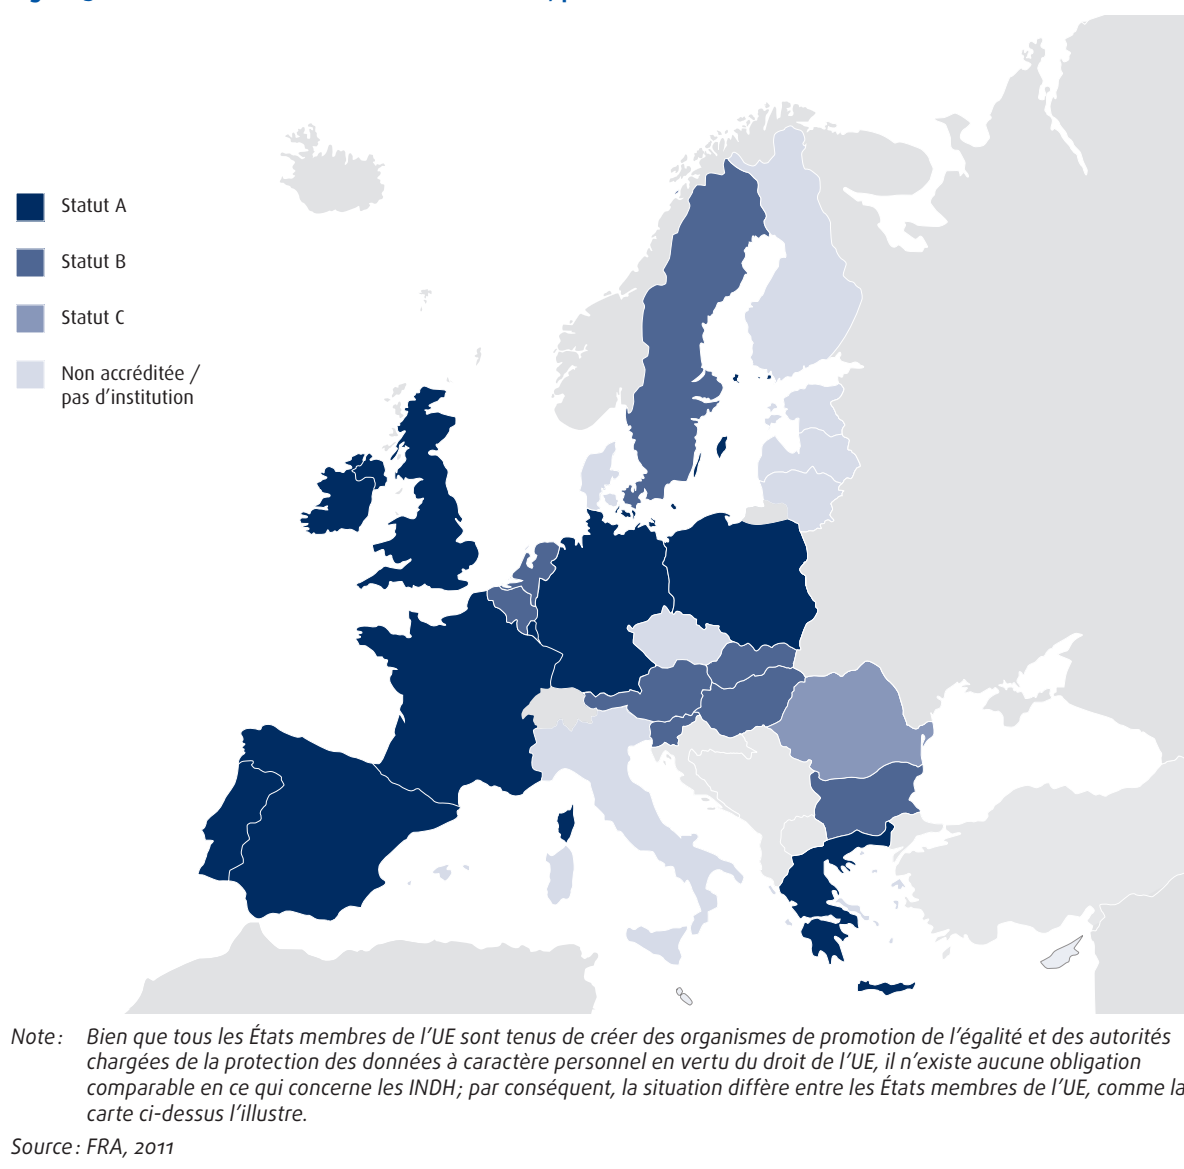 Statut A
Statut B
Statut C
Non accréditée /
pas d’institution
Note : Bien que tous les États membres de l’UE sont tenus de créer des organismes de promotion de l’égalité et des autorités
chargées de la protection des données à caractère personnel en vertu du droit de l’UE, il n’existe aucune obligation
comparable en ce qui concerne les INDH ; par conséquent, la situation diffère entre les États membres de l’UE, comme la
carte ci-dessus l’illustre.
Source : FRA, 2011